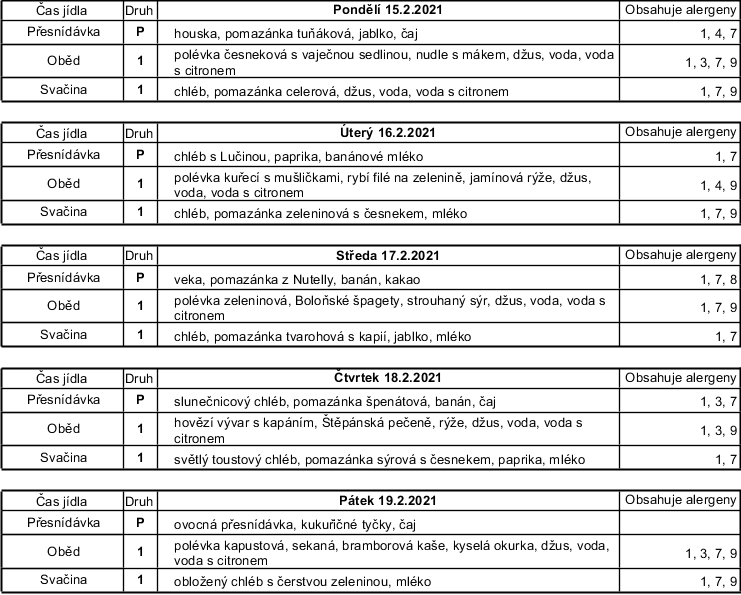 Čas jídla Druh Pondělí 15.2.2021 Obsahuje alergeny
Přesnídávka P houska, pomazánka tuňáková, jablko, čaj 1, 4, 7
Oběd 1 polévka česneková s vaječnou sedlinou, nudle s mákem, džus, voda, voda
s citronem 1, 3, 7, 9
Svačina 1 chléb, pomazánka celerová, džus, voda, voda s citronem 1, 7, 9
Čas jídla Druh Úterý 16.2.2021 Obsahuje alergeny
Přesnídávka P chléb s Lučinou, paprika, banánové mléko 1, 7
Oběd 1 polévka kuřecí s mušličkami, rybí filé na zelenině, jamínová rýže, džus,
voda, voda s citronem 1, 4, 9
Svačina 1 chléb, pomazánka zeleninová s česnekem, mléko 1, 7, 9
Čas jídla Druh Středa 17.2.2021 Obsahuje alergeny
Přesnídávka P veka, pomazánka z Nutelly, banán, kakao 1, 7, 8
Oběd 1 polévka zeleninová, Boloňské špagety, strouhaný sýr, džus, voda, voda s
citronem 1, 7, 9
Svačina 1 chléb, pomazánka tvarohová s kapií, jablko, mléko 1, 7
Čas jídla Druh Čtvrtek 18.2.2021 Obsahuje alergeny
Přesnídávka P slunečnicový chléb, pomazánka špenátová, banán, čaj 1, 3, 7
Oběd 1 hovězí vývar s kapáním, Štěpánská pečeně, rýže, džus, voda, voda s
citronem 1, 3, 9
Svačina 1 světlý toustový chléb, pomazánka sýrová s česnekem, paprika, mléko 1, 7
Čas jídla Druh Pátek 19.2.2021 Obsahuje alergeny
Přesnídávka P ovocná přesnídávka, kukuřičné tyčky, čaj
Oběd 1 polévka kapustová, sekaná, bramborová kaše, kyselá okurka, džus, voda,
voda s citronem 1, 3, 7, 9
Svačina 1 obložený chléb s čerstvou zeleninou, mléko 1, 7, 9